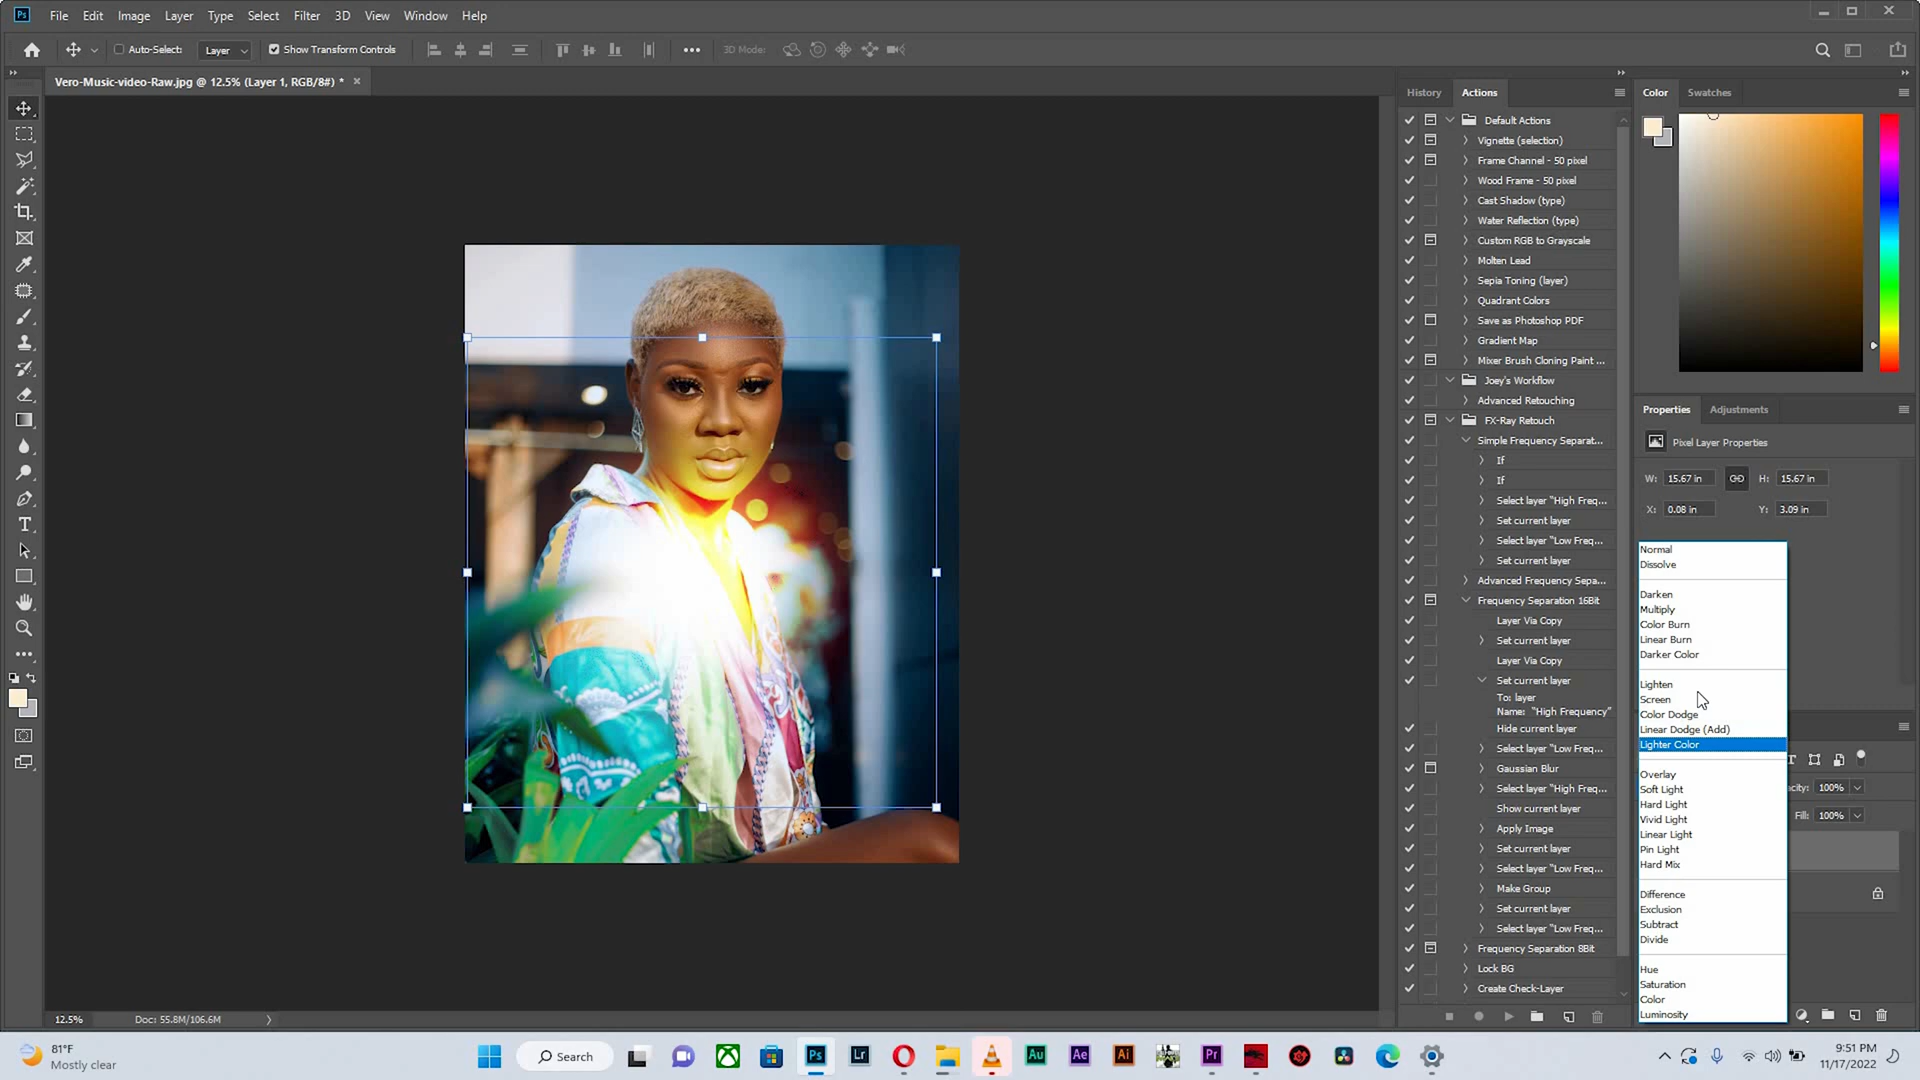 Ps File Edit Image Layer Type Select Filter 3D View Window Help
Auto-Select: Layer Show Transform Controls 3D Mode:
Vero-Music-video-Raw.jpg @ 12.5% (Layer 1, RGB/8#) *
History Actions
Default Actions
Vignette (selection)
Frame Channel - 50 pixel
Wood Frame - 50 pixel
Cast Shadow (type)
Water Reflection (type)
Custom RGB to Grayscale
Molten Lead
Sepia Toning (layer)
Quadrant Colors
Save as Photoshop PDF
Gradient Map
Mixer Brush Cloning Paint ...
Joey's Workflow
Advanced Retouching
FX-Ray Retouch
Simple Frequency Separat...
If
If
Select layer "High Freq...
Set current layer
Select layer "Low Freq...
Set current layer
Advanced Frequency Sepa...
Frequency Separation 16Bit
Layer Via Copy
Set current layer
Layer Via Copy
Set current layer
To: layer
Name: "High Frequency"
Hide current layer
Select layer "Low Freq...
Gaussian Blur
Select layer "High Freq...
Show current layer
Apply Image
Set current layer
Select layer "Low Freq...
Make Group
Set current layer
Select layer "Low Freq...
Frequency Separation 8Bit
Lock BG
Create Check-Layer
Color Swatches
Properties Adjustments
Pixel Layer Properties
W: 15.67 in H: 15.67 in
X: 0.08 in Y: 3.09 in
Normal
Dissolve
Darken
Multiply
Color Burn
Linear Burn
Darker Color
Lighten
Screen
Color Dodge
Linear Dodge (Add)
Lighter Color
Overlay
Soft Light
Hard Light
Vivid Light
Linear Light
Pin Light
Hard Mix
Difference
Exclusion
Subtract
Divide
Hue
Saturation
Color
Luminosity
acity: 100%
Fill: 100%
12.5% Doc: 55.8M/106.6M
81°F
Mostly clear
Search
Ps
Lr
Au
Ae
Ai
Pr
9:51 PM
11/17/2022